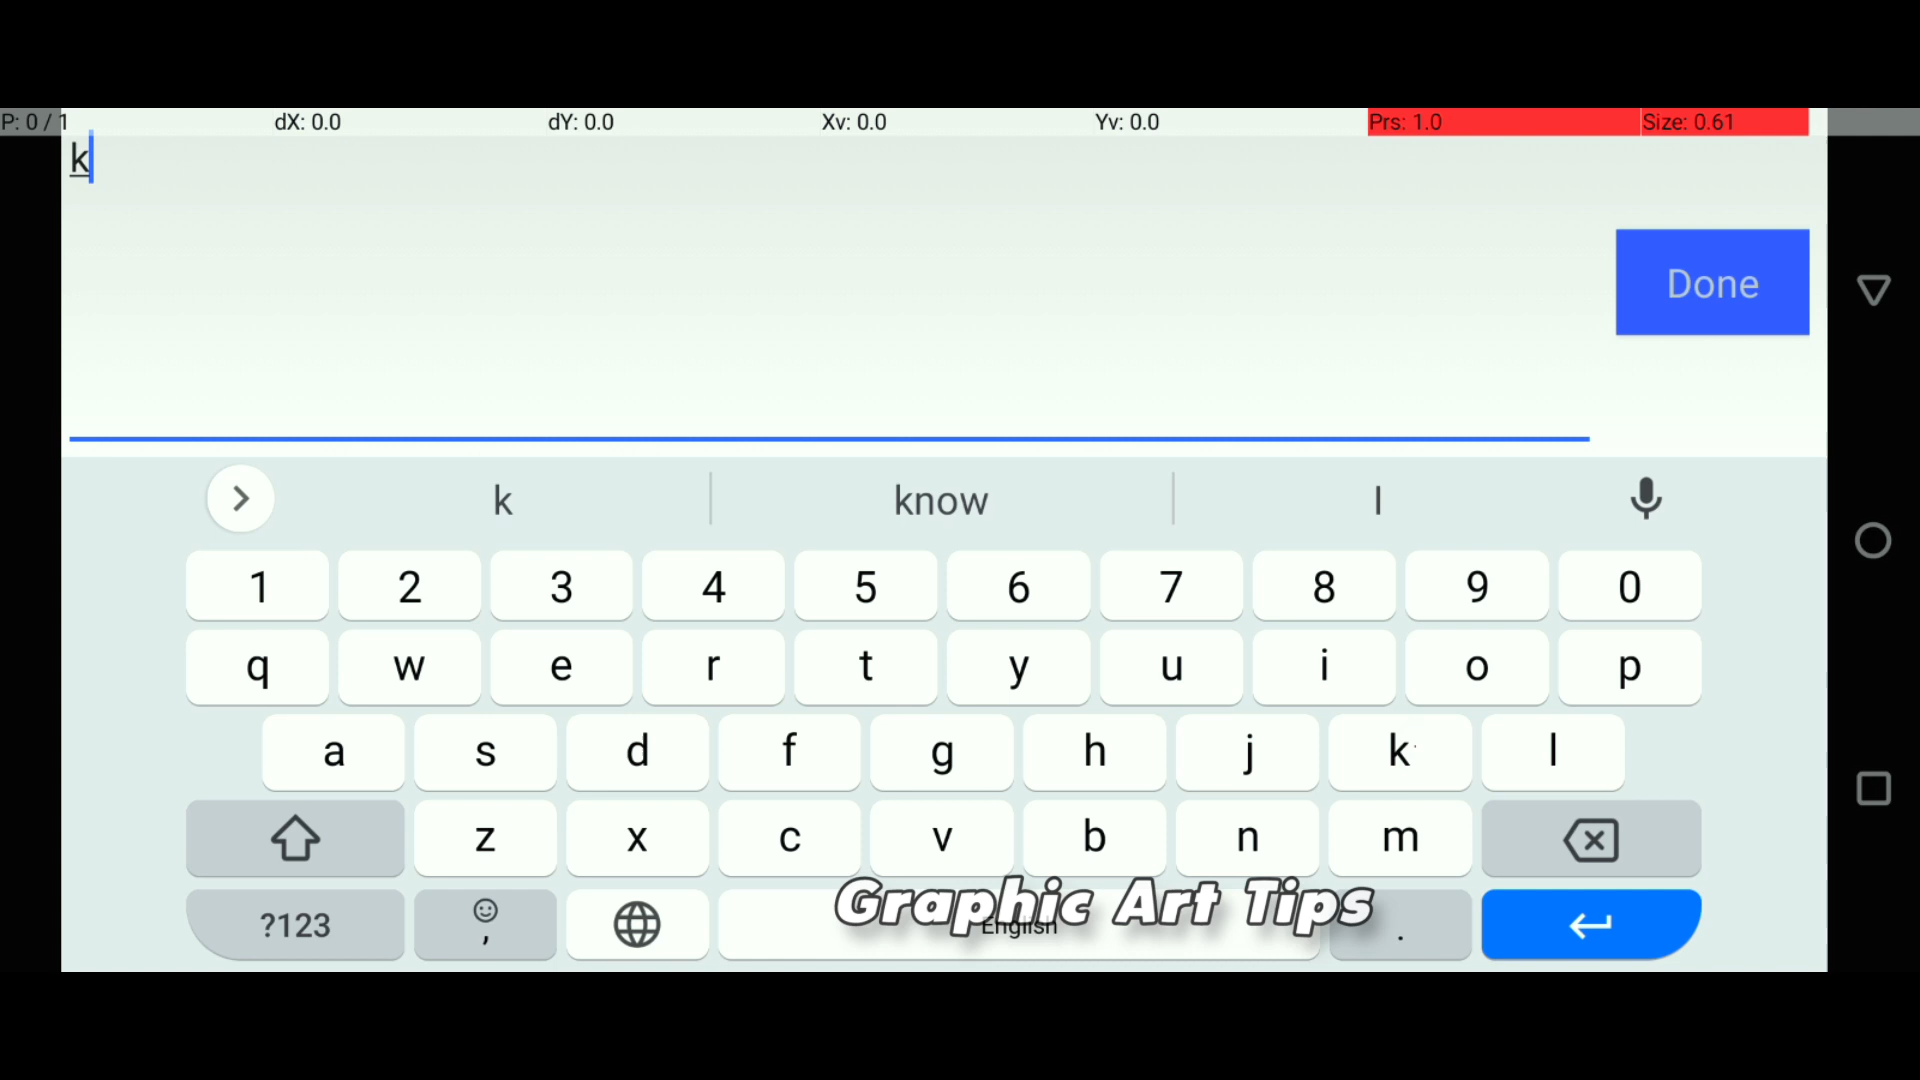 P: 0 / 1 dX: 0.0 dY: 0.0 Xv: 0.0 Yv: 0.0 Prs: 1.0 Size: 0.61
k
Done
k know I
1 2 3 4 5 6 7 8 9 0
q w e r t y u i o p
a s d f g h j k l
z x c v b n m
Graphic Art Tips
?123 , English .